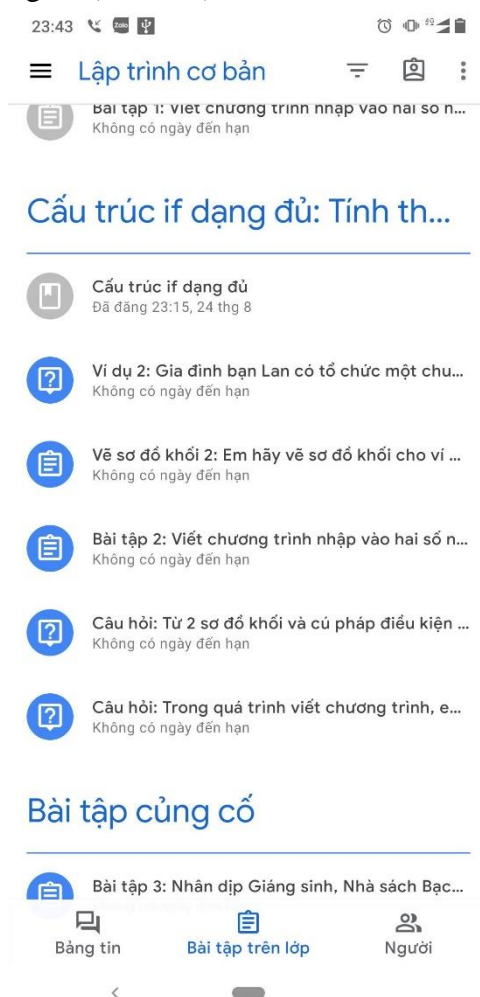 23:43
Zalo
Lập trình cơ bản
Bài tập 1: Viết chương trình nhập vào hai số n...
Không có ngày đến hạn
Cấu trúc if dạng đủ: Tính th...
Cấu trúc if dạng đủ
Đã đăng 23:15, 24 thg 8
Ví dụ 2: Gia đình bạn Lan có tổ chức một chu...
Không có ngày đến hạn
Vẽ sơ đồ khối 2: Em hãy vẽ sơ đồ khối cho ví ...
Không có ngày đến hạn
Bài tập 2: Viết chương trình nhập vào hai số n...
Không có ngày đến hạn
Câu hỏi: Từ 2 sơ đồ khối và cú pháp điều kiện ...
Không có ngày đến hạn
Câu hỏi: Trong quá trình viết chương trình, e...
Không có ngày đến hạn
Bài tập củng cố
Bài tập 3: Nhân dịp Giáng sinh, Nhà sách Bạc...
Bảng tin
Bài tập trên lớp
Người